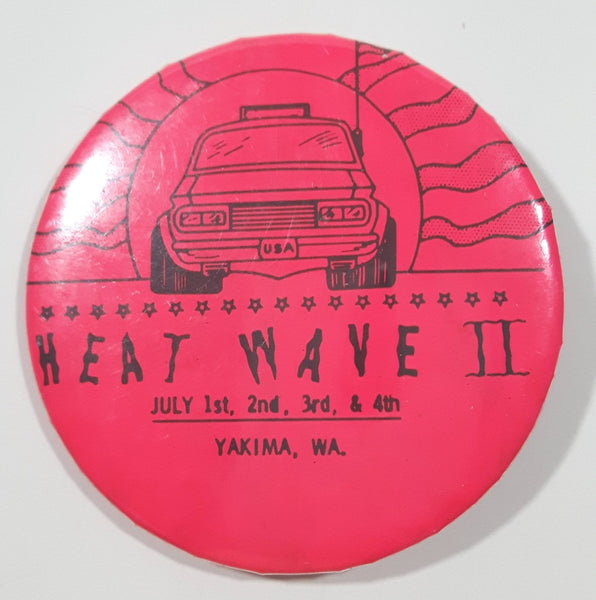 USA
HEAT WAVE II
JULY 1st, 2nd, 3rd, & 4th
YAKIMA, WA.